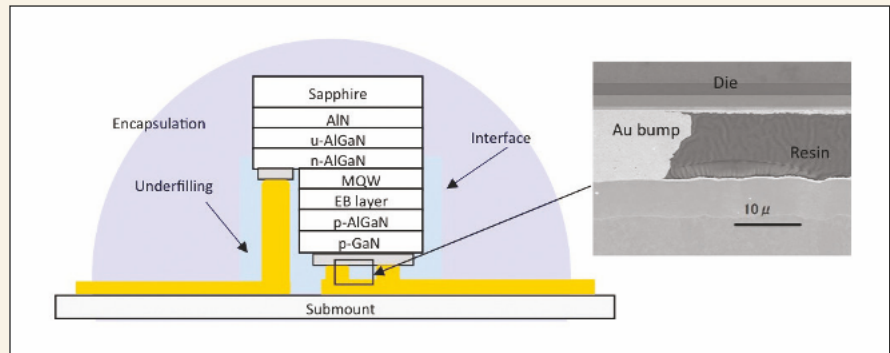 Sapphire
AlN
u-AlGaN
n-AlGaN
MQW
EB layer
p-AlGaN
p-GaN
Encapsulation
Underfilling
Interface
Submount
Die
Au bump
Resin
10 μ